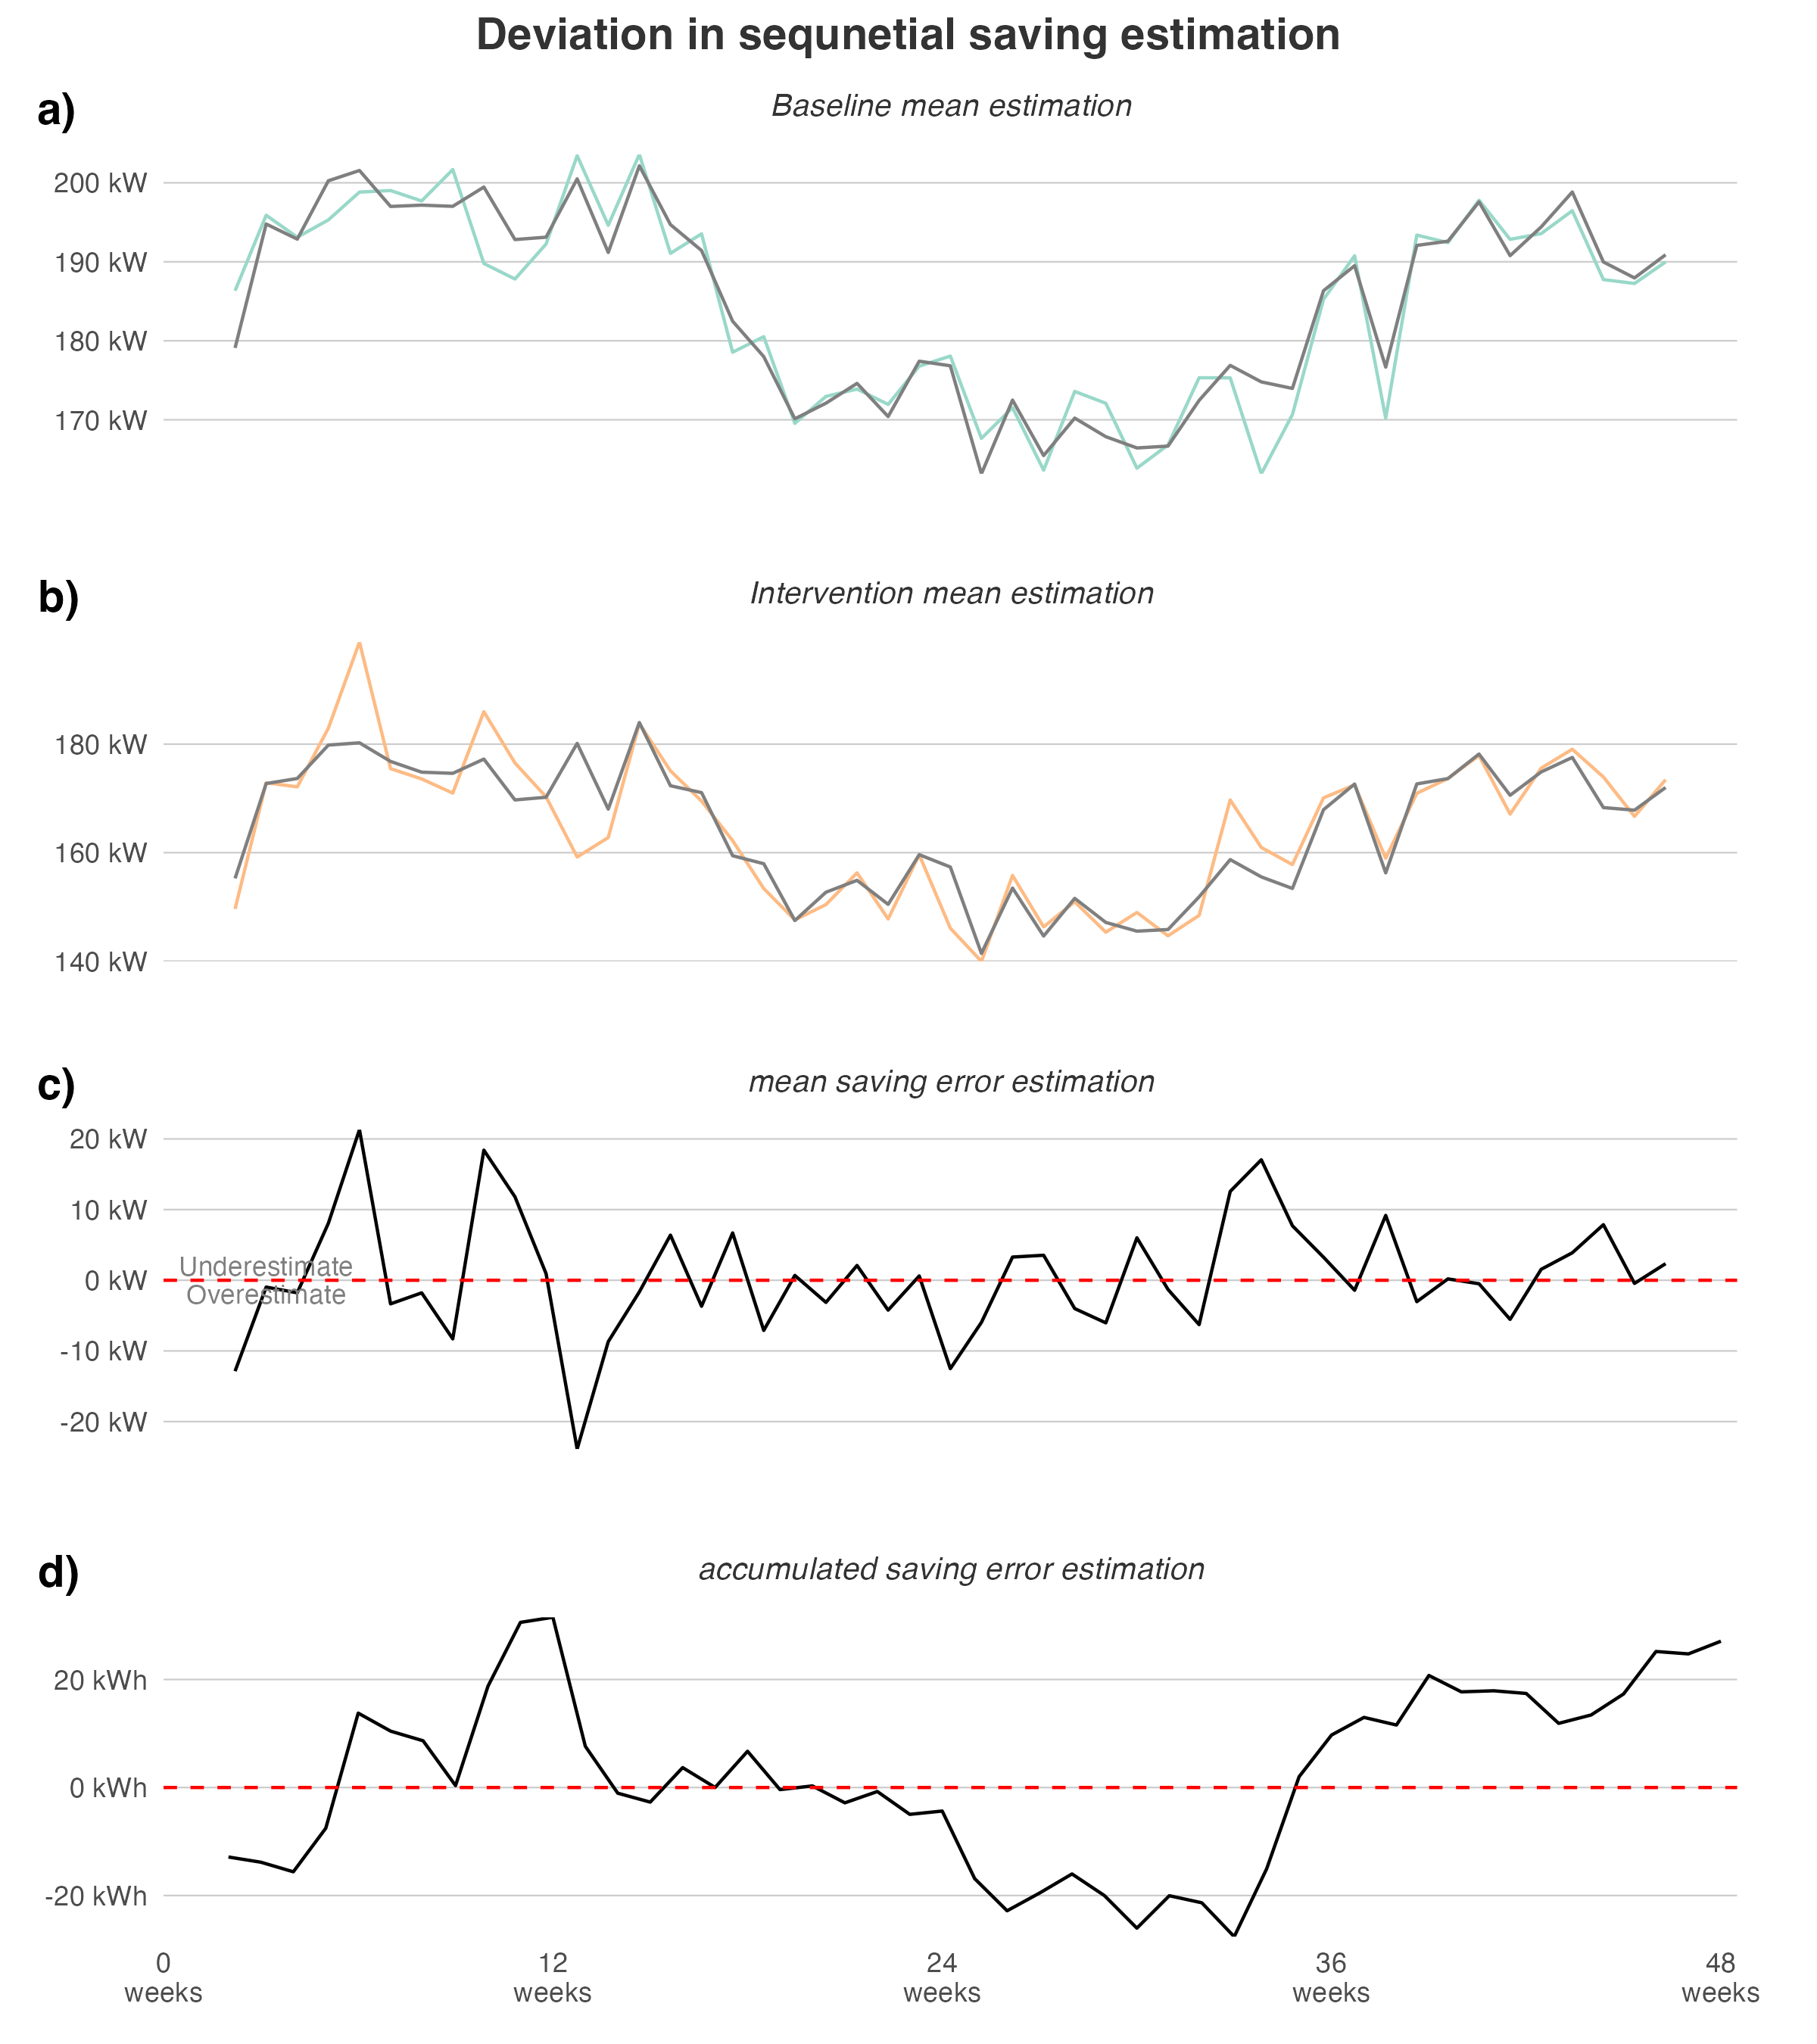 Deviation in sequnetial saving estimation
a)
Baseline mean estimation
200 kW
190 kW
180 kW
170 kW
b)
Intervention mean estimation
180 kW
160 kW
140 kW
c)
mean saving error estimation
20 kW
10 kW
Underestimate
0 kW
Overestimate
-10 kW
-20 kW
d)
accumulated saving error estimation
20 kWh
0 kWh
-20 kWh
0 12 24 36 48
weeks weeks weeks weeks weeks